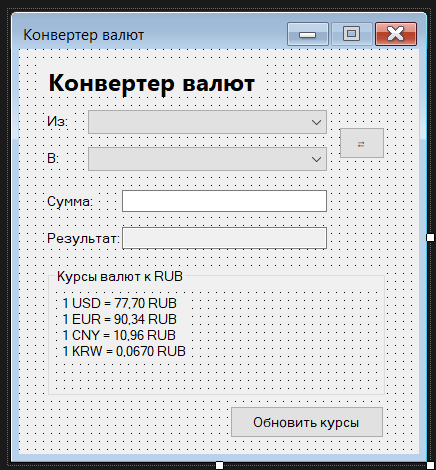 Конвертер валют
Конвертер валют
Из:
⇄
В:
Сумма:
Результат:
Курсы валют к RUB
1 USD = 77,70 RUB
1 EUR = 90,34 RUB
1 CNY = 10,96 RUB
1 KRW = 0,0670 RUB
Обновить курсы